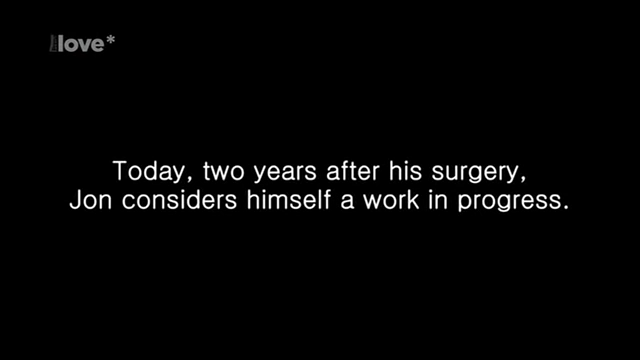 love*
Today, two years after his surgery,
Jon considers himself a work in progress.